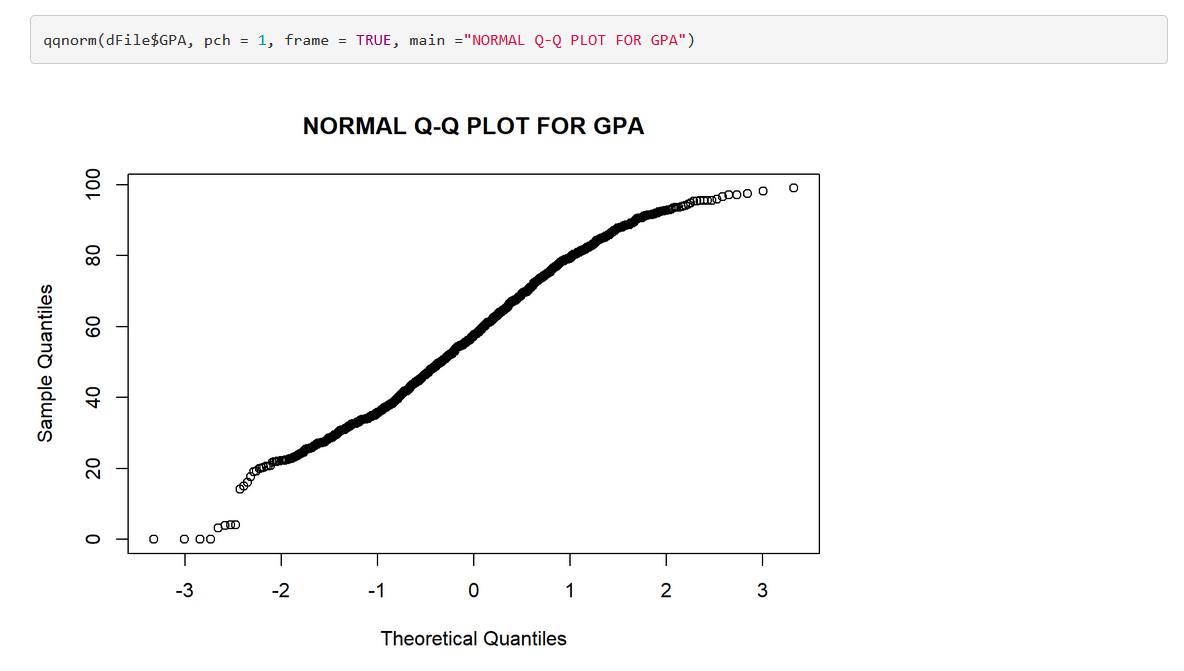 qqnorm(dFile$GPA, pch = 1, frame = TRUE, main ="NORMAL Q-Q PLOT FOR GPA")
NORMAL Q-Q PLOT FOR GPA
Sample Quantiles
100
80
60
40
20
0
-3 -2 -1 0 1 2 3
Theoretical Quantiles